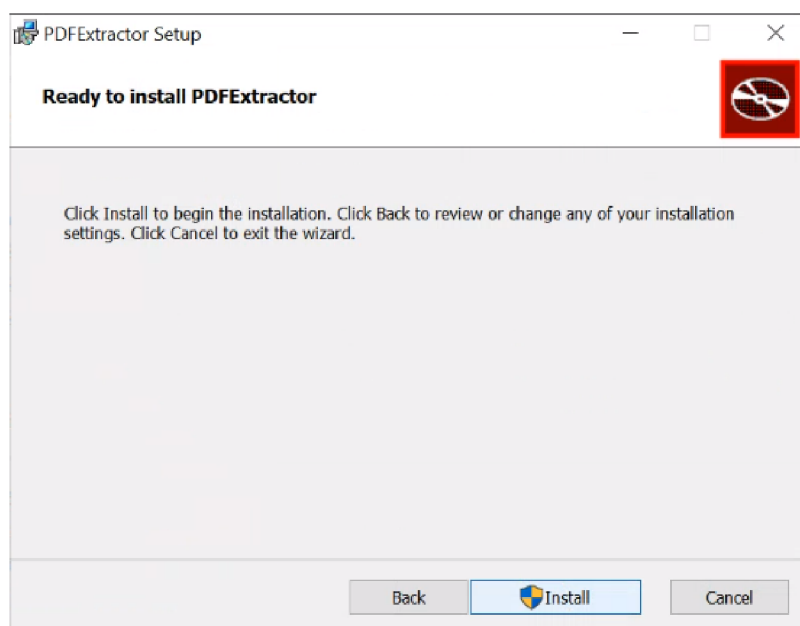 PDFExtractor Setup
Ready to install PDFExtractor
Click Install to begin the installation. Click Back to review or change any of your installation
settings. Click Cancel to exit the wizard.
Back
Install
Cancel